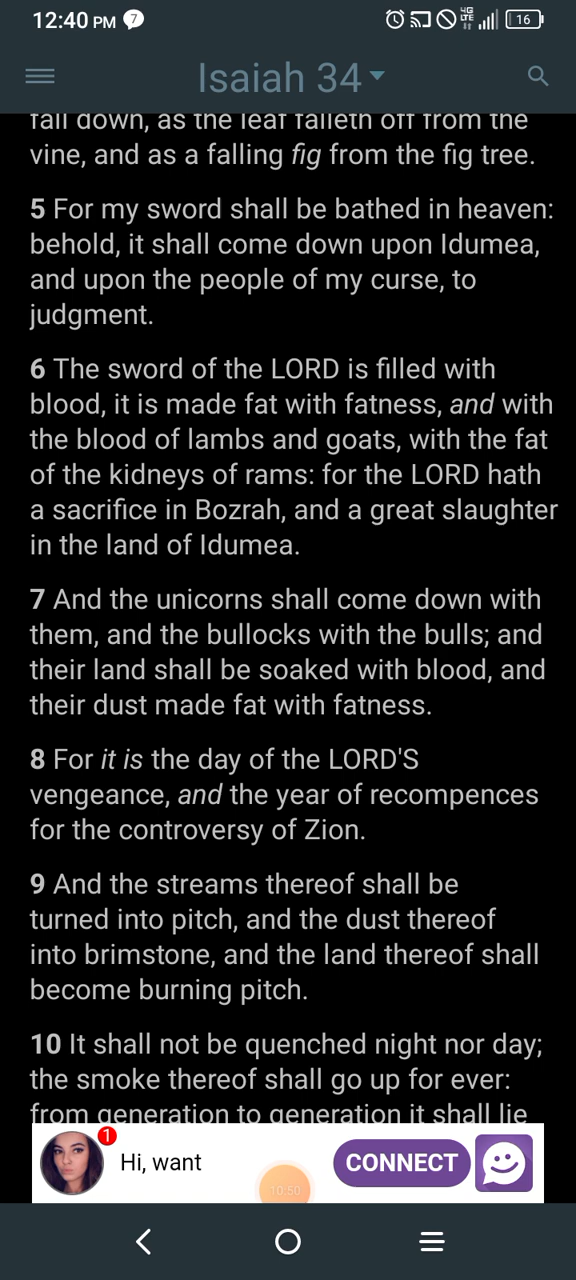 12:40 PM 7
4G
LTE
16
Isaiah 34
fall down, as the leaf falleth off from the
vine, and as a falling fig from the fig tree.
5 For my sword shall be bathed in heaven:
behold, it shall come down upon Idumea,
and upon the people of my curse, to
judgment.
6 The sword of the LORD is filled with
blood, it is made fat with fatness, and with
the blood of lambs and goats, with the fat
of the kidneys of rams: for the LORD hath
a sacrifice in Bozrah, and a great slaughter
in the land of Idumea.
7 And the unicorns shall come down with
them, and the bullocks with the bulls; and
their land shall be soaked with blood, and
their dust made fat with fatness.
8 For it is the day of the LORD'S
vengeance, and the year of recompences
for the controversy of Zion.
9 And the streams thereof shall be
turned into pitch, and the dust thereof
into brimstone, and the land thereof shall
become burning pitch.
10 It shall not be quenched night nor day;
the smoke thereof shall go up for ever:
from generation to generation it shall lie
1
Hi, want
CONNECT
10:50